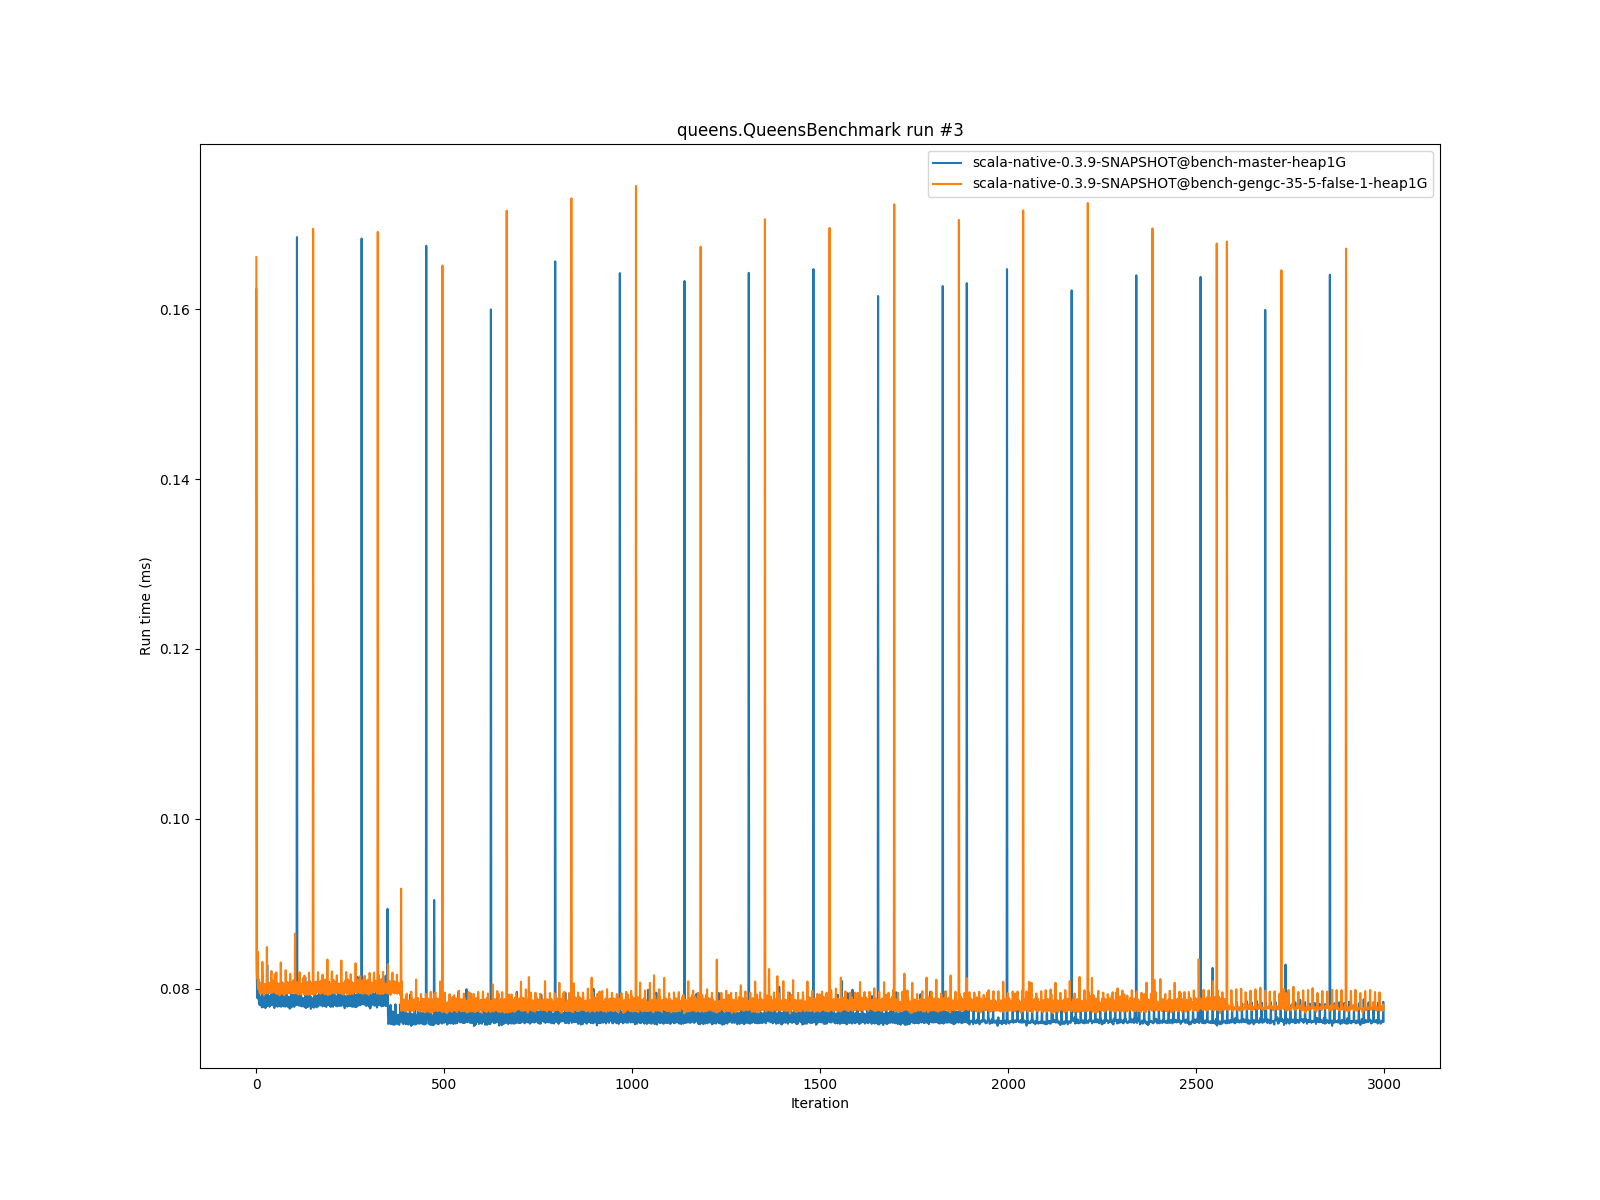 queens.QueensBenchmark run #3
scala-native-0.3.9-SNAPSHOT@bench-master-heap1G
scala-native-0.3.9-SNAPSHOT@bench-gengc-35-5-false-1-heap1G
0.16
0.14
0.12
0.10
0.08
Run time (ms)
0 500 1000 1500 2000 2500 3000
Iteration